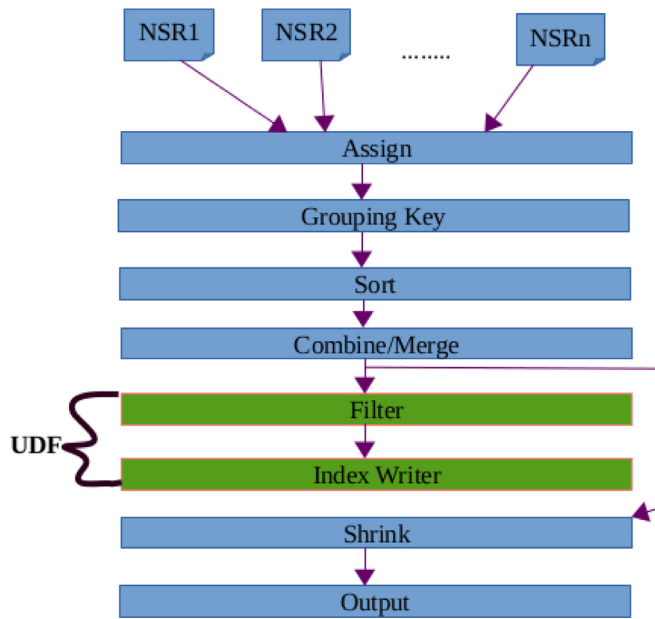 NSR1 NSR2 ........ NSRn
Assign
Grouping Key
Sort
Combine/Merge
Filter
UDF
Index Writer
Shrink
Output